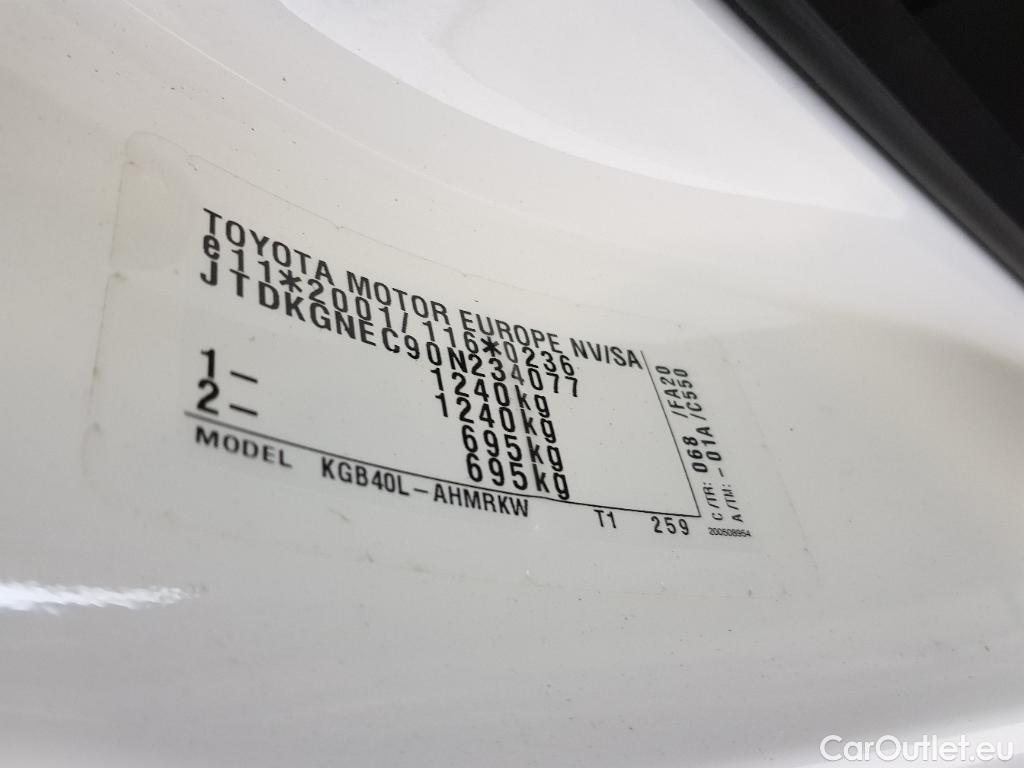 TOYOTA MOTOR EUROPE NV/SA
e11*2001/116*0236
JTDKGNEC90N234077
1240kg
1240kg
1- 695kg
2- 695kg
MODEL KGB40L-AHMRKW T1 259
C/TR: 068 /FA20
A/TM: -01A /C550
200508954
CarOutlet.eu